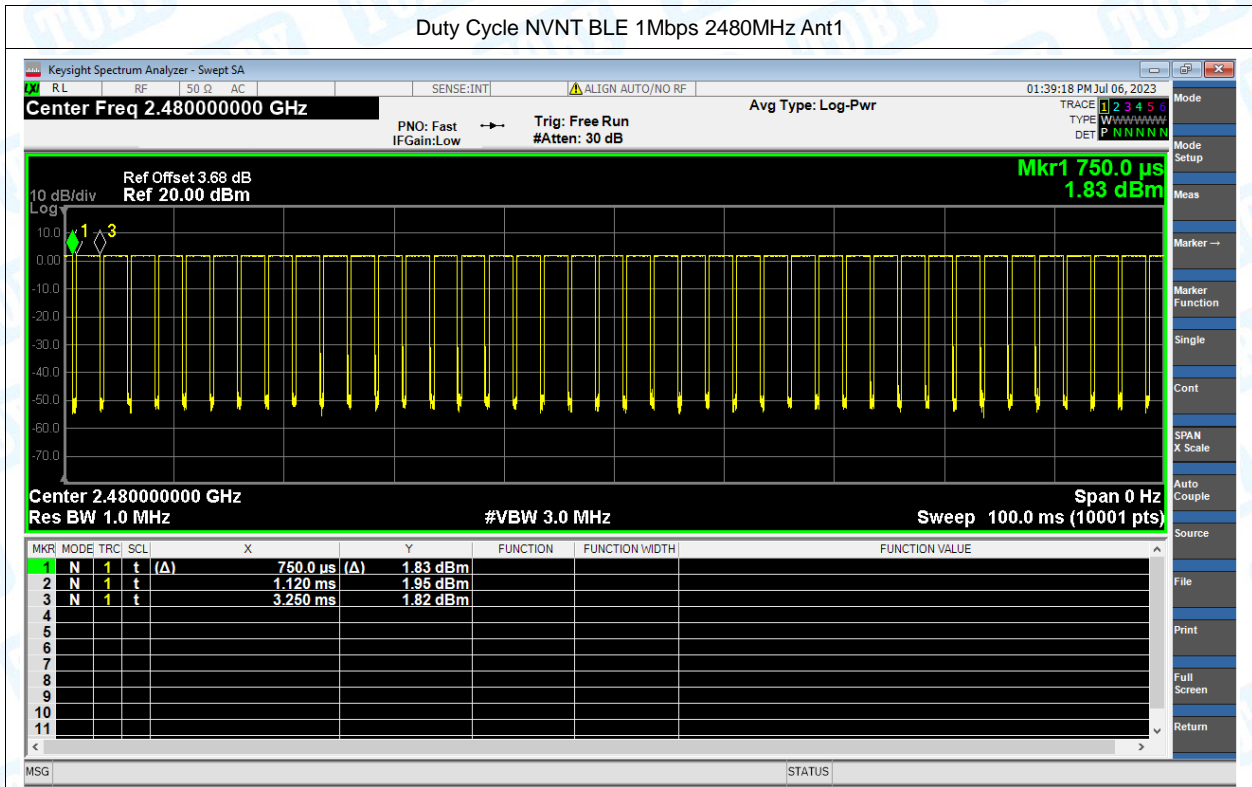 Duty Cycle NVNT BLE 1Mbps 2480MHz Ant1
Keysight Spectrum Analyzer - Swept SA
LXI RL RF 50 Ω AC SENSE:INT ALIGN AUTO/NO RF 01:39:18 PM Jul 06, 2023
Center Freq 2.480000000 GHz
PNO: Fast
IFGain:Low
Trig: Free Run
#Atten: 30 dB
Avg Type: Log-Pwr
TRACE 1 2 3 4 5 6
TYPE WWWWWWW
DET P N N N N N
Mkr1 750.0 µs
1.83 dBm
Ref Offset 3.68 dB
10 dB/div Ref 20.00 dBm
Log
10.0
0.00
-10.0
-20.0
-30.0
-40.0
-50.0
-60.0
-70.0
1 3
Center 2.480000000 GHz Span 0 Hz
Res BW 1.0 MHz #VBW 3.0 MHz Sweep 100.0 ms (10001 pts)
MKR MODE TRC SCL X Y FUNCTION FUNCTION WIDTH FUNCTION VALUE
1 N 1 t (Δ) 750.0 µs (Δ) 1.83 dBm
2 N 1 t 1.120 ms 1.95 dBm
3 N 1 t 3.250 ms 1.82 dBm
4
5
6
7
8
9
10
11
MSG STATUS
Mode
Mode
Setup
Meas
Marker→
Marker
Function
Single
Cont
SPAN
X Scale
Auto
Couple
Source
File
Print
Full
Screen
Return